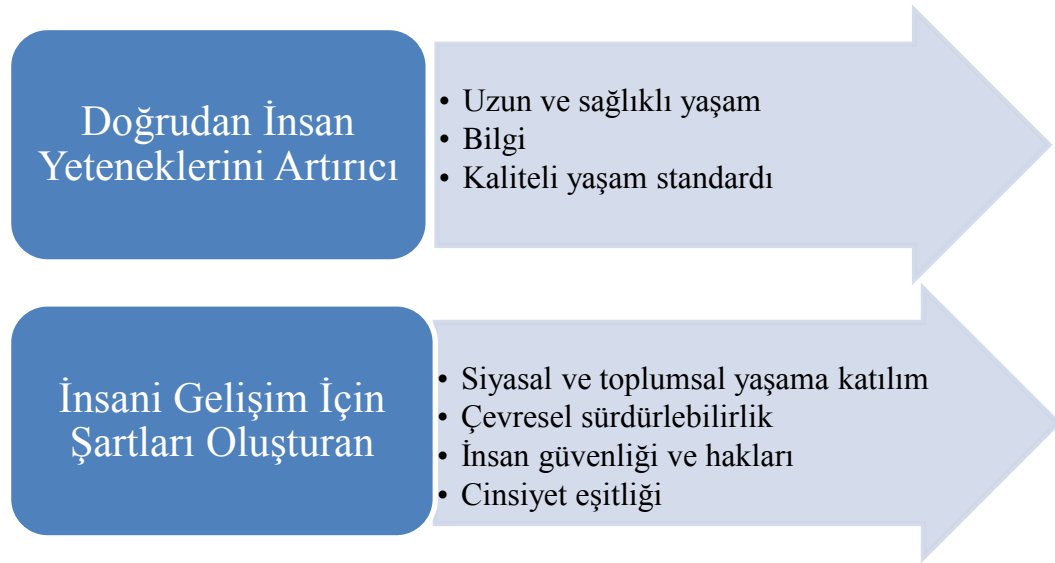 Doğrudan İnsan
Yeteneklerini Artırıcı
• Uzun ve sağlıklı yaşam
• Bilgi
• Kaliteli yaşam standardı
İnsani Gelişim İçin
Şartları Oluşturan
• Siyasal ve toplumsal yaşama katılım
• Çevresel sürdürlebilirlik
• İnsan güvenliği ve hakları
• Cinsiyet eşitliği